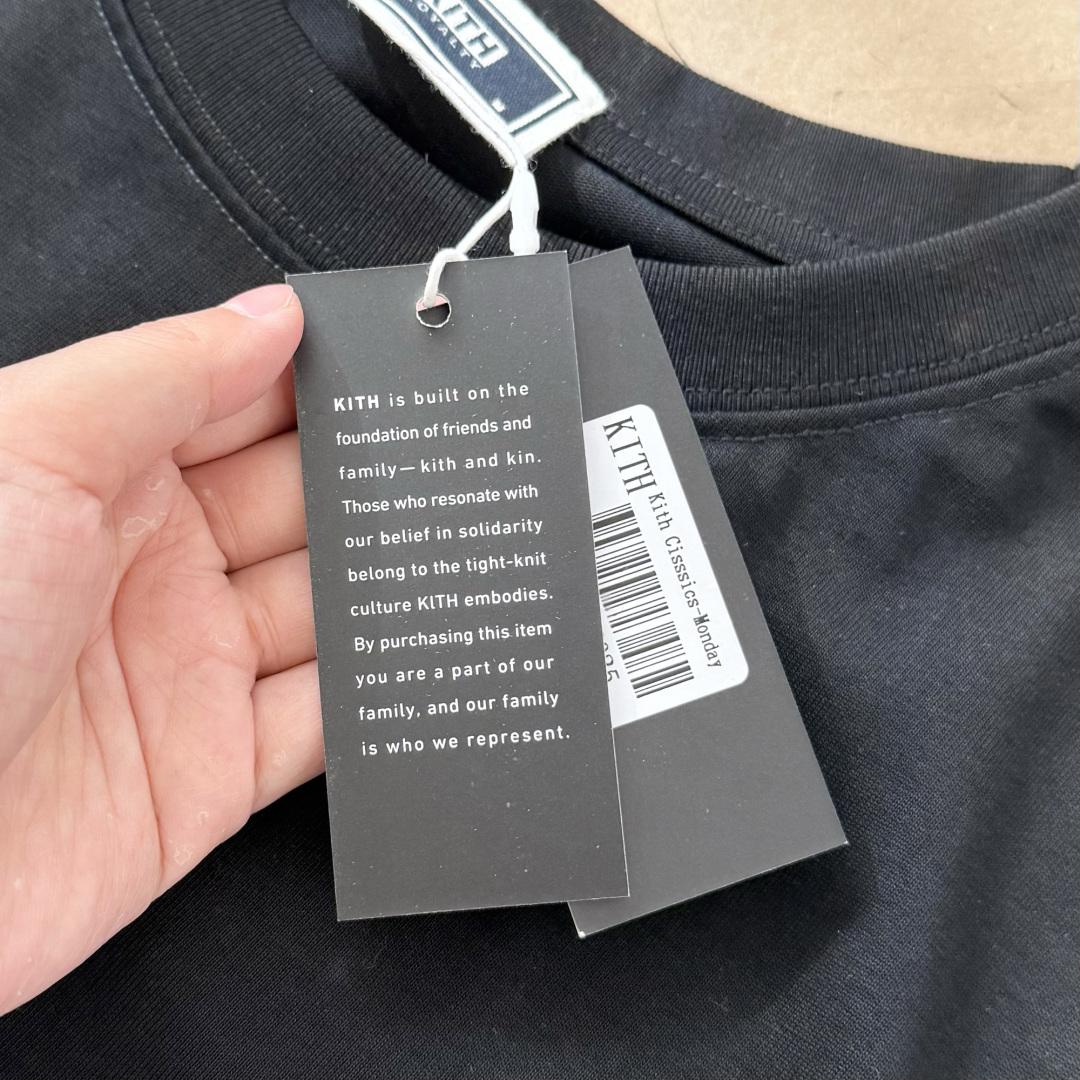 KITH
LOYALTY
M
KITH is built on the
foundation of friends and
family— kith and kin.
Those who resonate with
our belief in solidarity
belong to the tight-knit
culture KITH embodies.
By purchasing this item
you are a part of our
family, and our family
is who we represent.
KITH
Kith Cisssics-Monday